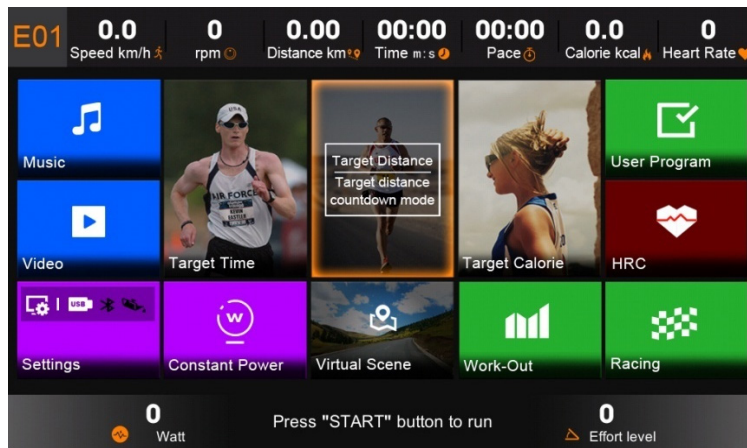 E01
0.0
Speed km/h
0
rpm
0.00
Distance km
00:00
Time m:s
00:00
Pace
0.0
Calorie kcal
0
Heart Rate
Music
Target Time
USA
AIR FORCE
Target Distance
Target distance
countdown mode
Target Calorie
User Program
Video
HRC
USB
Settings
W
Constant Power
Virtual Scene
Work-Out
Racing
0
Watt
Press "START" button to run
0
Effort level